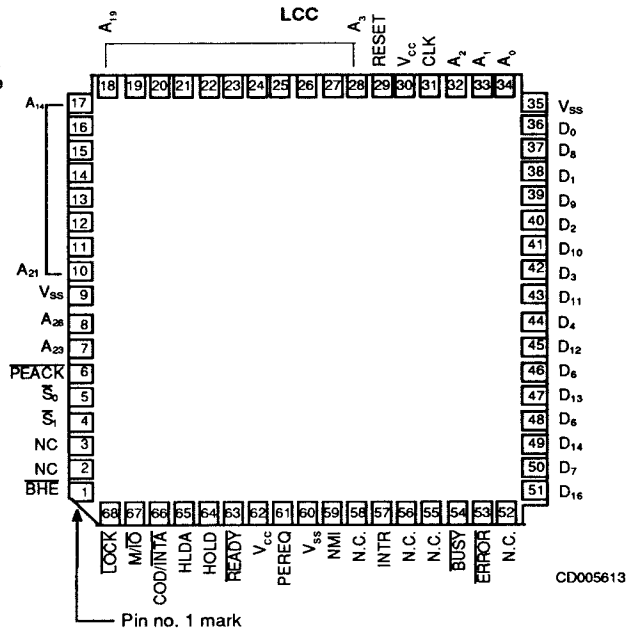 LCC
A₁₉
A₃
RESET
Vcc
CLK
A₂
A₁
A₀
18 19 20 21 22 23 24 25 26 27 28 29 30 31 32 33 34
A₁₄ 17
16
15
14
13
12
11
A₂₁ 10
Vss 9
A₂₈ 8
A₂₃ 7
PEACK 6
S₀ 5
S₁ 4
NC 3
NC 2
BHE 1
35 Vss
36 D₀
37 D₈
38 D₁
39 D₉
40 D₂
41 D₁₀
42 D₃
43 D₁₁
44 D₄
45 D₁₂
46 D₆
47 D₁₃
48 D₆
49 D₁₄
50 D₇
51 D₁₆
68 67 66 65 64 63 62 61 60 59 58 57 56 55 54 53 52
LOCK
M/IO
COD/INTA
HLDA
HOLD
READY
Vcc
PEREQ
Vss
NMI
N.C.
INTR
N.C.
N.C.
BUSY
ERROR
N.C.
CD005613
Pin no. 1 mark